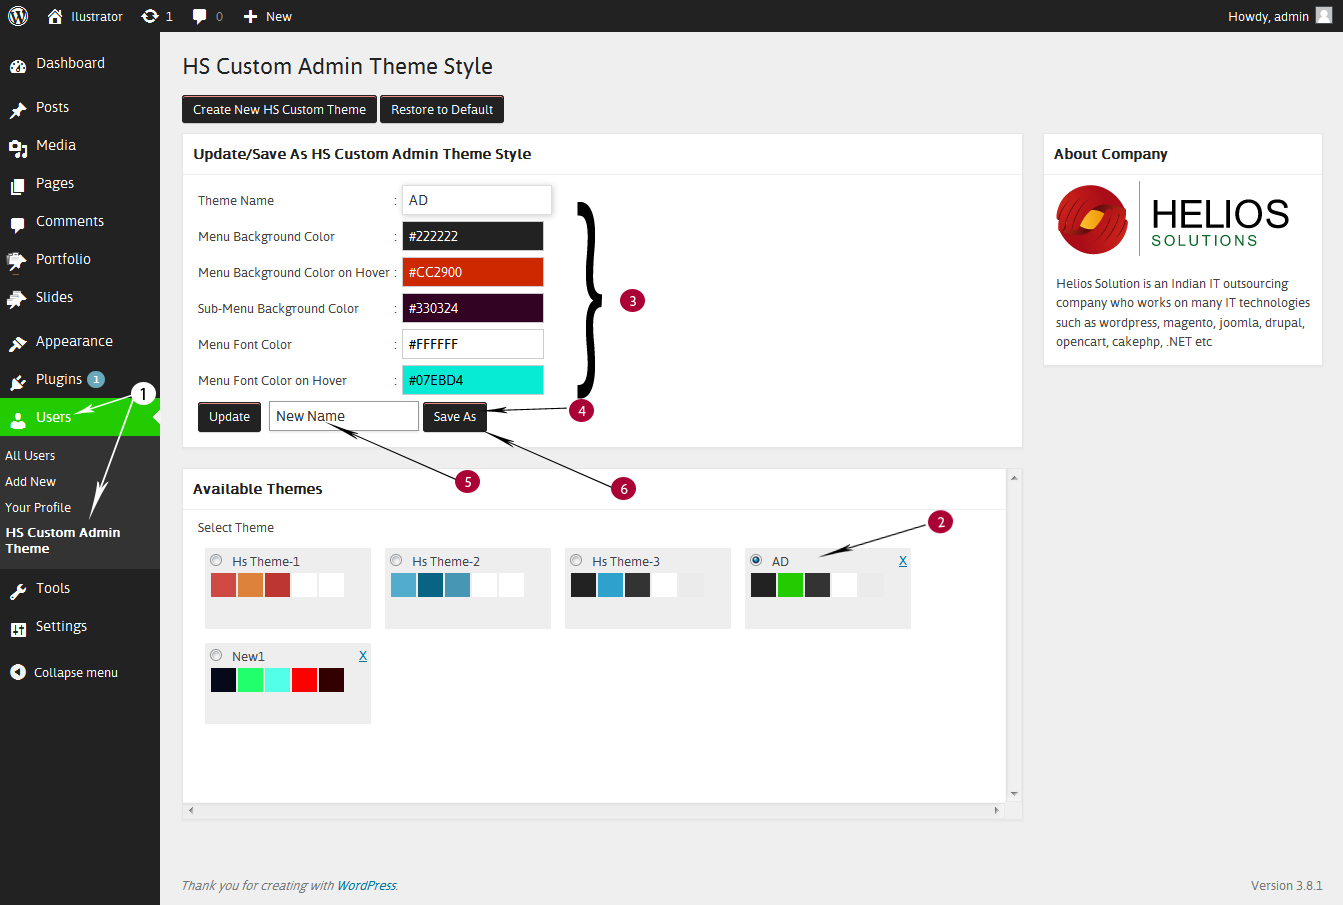 Ilustrator 1 0 New Howdy, admin
Dashboard
Posts
Media
Pages
Comments
Portfolio
Slides
Appearance
Plugins 1
1
Users
All Users
Add New
Your Profile
HS Custom Admin
Theme
Tools
Settings
Collapse menu
HS Custom Admin Theme Style
Create New HS Custom Theme Restore to Default
Update/Save As HS Custom Admin Theme Style
Theme Name : AD
Menu Background Color : #222222
Menu Background Color on Hover : #CC2900
Sub-Menu Background Color : #330324
Menu Font Color : #FFFFFF
Menu Font Color on Hover : #07EBD4
3
Update New Name Save As
4
5
6
Available Themes
Select Theme
2
Hs Theme-1 Hs Theme-2 Hs Theme-3 AD X
New1 X
About Company
HELIOS
SOLUTIONS
Helios Solution is an Indian IT outsourcing
company who works on many IT technologies
such as wordpress, magento, joomla, drupal,
opencart, cakephp, .NET etc
Thank you for creating with WordPress. Version 3.8.1